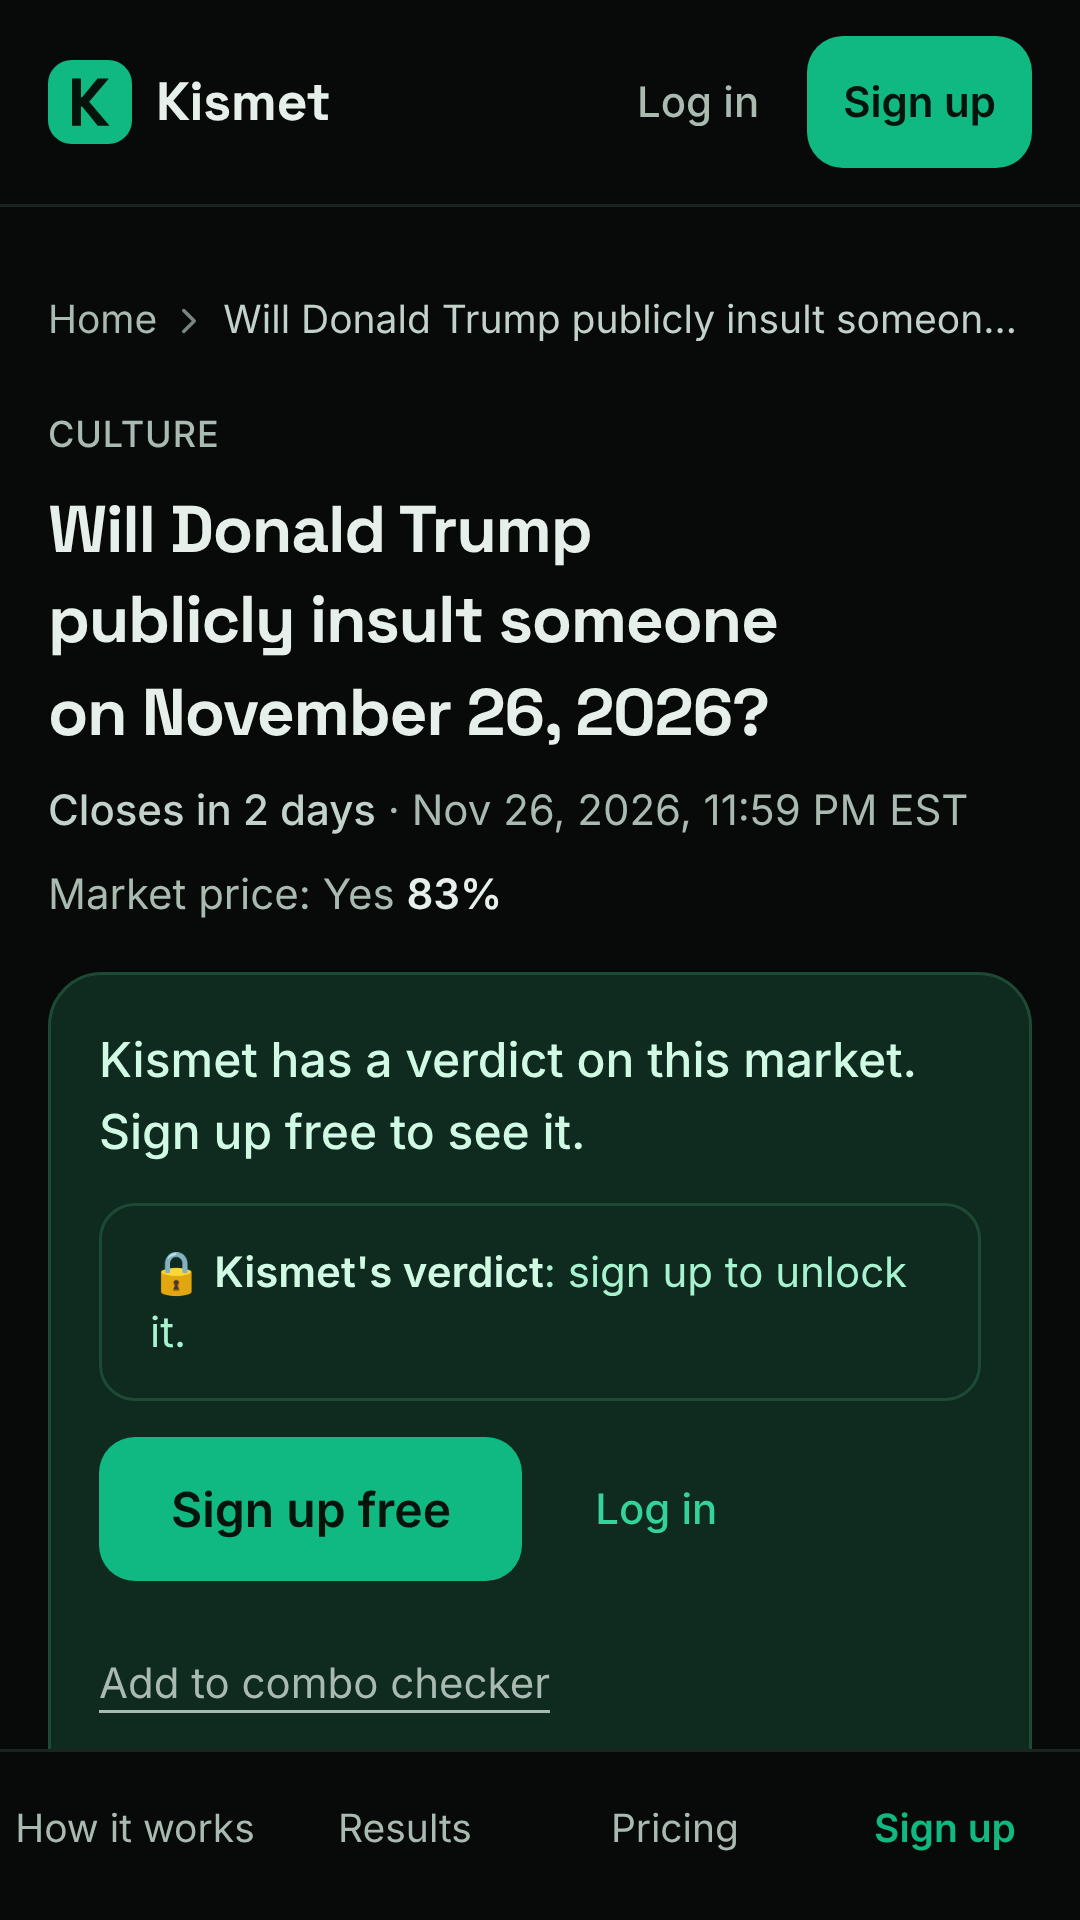 K Kismet
Log in
Sign up
Home > Will Donald Trump publicly insult someon...
CULTURE
Will Donald Trump
publicly insult someone
on November 26, 2026?
Closes in 2 days · Nov 26, 2026, 11:59 PM EST
Market price: Yes 83%
Kismet has a verdict on this market.
Sign up free to see it.
🔒 Kismet's verdict: sign up to unlock
it.
Sign up free
Log in
Add to combo checker
How it works
Results
Pricing
Sign up